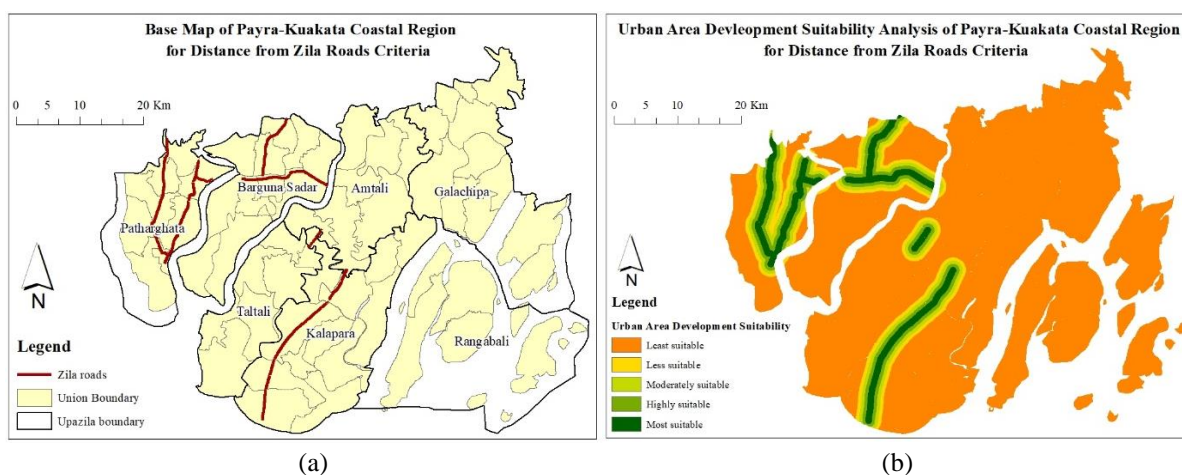 Base Map of Payra-Kuakata Coastal Region
for Distance from Zila Roads Criteria
0 5 10 20 Km
Barguna Sadar
Amtali
Galachipa
Patharghata
Taltali
Kalapara
Rangabali
N
Legend
Zila roads
Union Boundary
Upazila boundary
(a)
Urban Area Devleopment Suitability Analysis of Payra-Kuakata Coastal Region
for Distance from Zila Roads Criteria
0 5 10 20 Km
N
Legend
Urban Area Development Suitability
Least suitable
Less suitable
Moderately suitable
Highly suitable
Most suitable
(b)